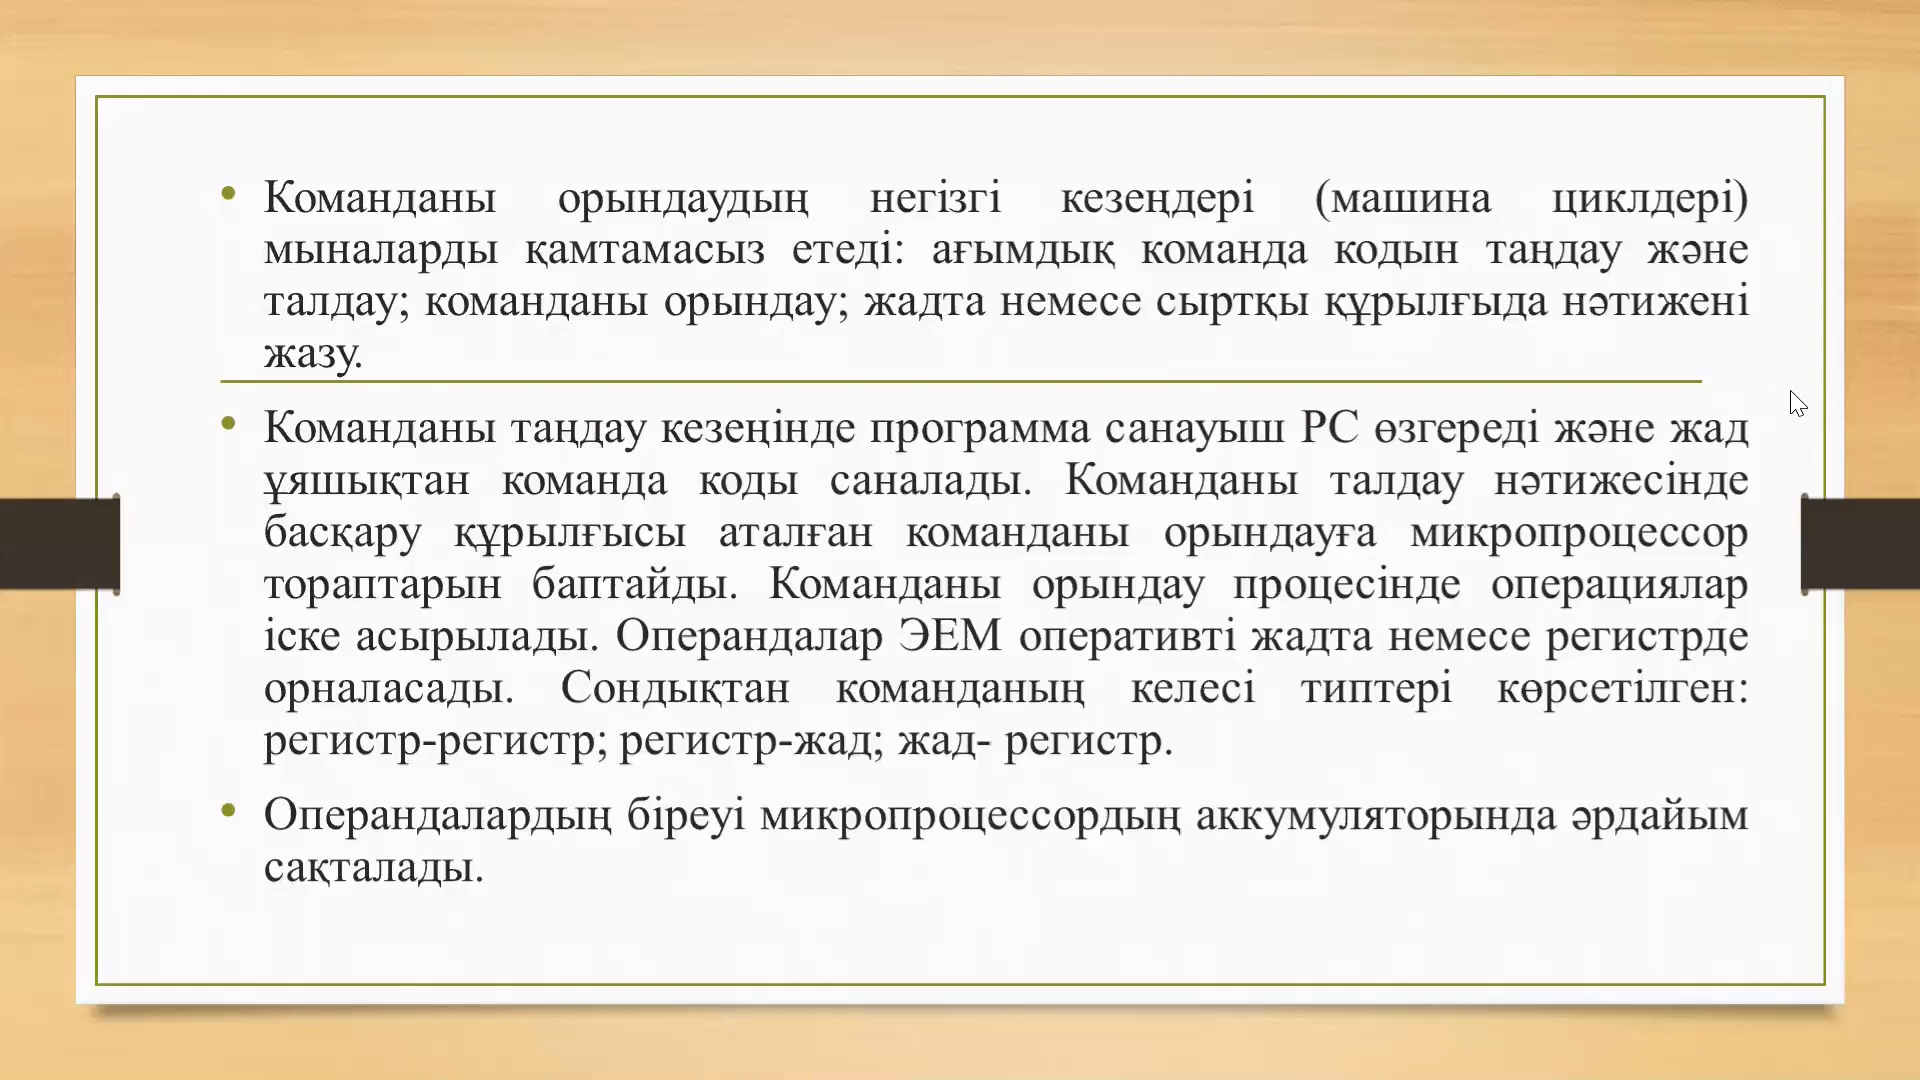 • Команданы орындаудың негізгі кезеңдері (машина циклдері)
мыналарды қамтамасыз етеді: ағымдық команда кодын таңдау және
талдау; команданы орындау; жадта немесе сыртқы құрылғыда нәтижені
жазу.
• Команданы таңдау кезеңінде программа санауыш PC өзгереді және жад
ұяшықтан команда коды саналады. Команданы талдау нәтижесінде
басқару құрылғысы аталған команданы орындауға микропроцессор
тораптарын баптайды. Команданы орындау процесінде операциялар
іске асырылады. Операндалар ЭЕМ оперативті жадта немесе регистрде
орналасады. Сондықтан команданың келесі типтері көрсетілген:
регистр-регистр; регистр-жад; жад- регистр.
• Операндалардың біреуі микропроцессордың аккумуляторында әрдайым
сақталады.